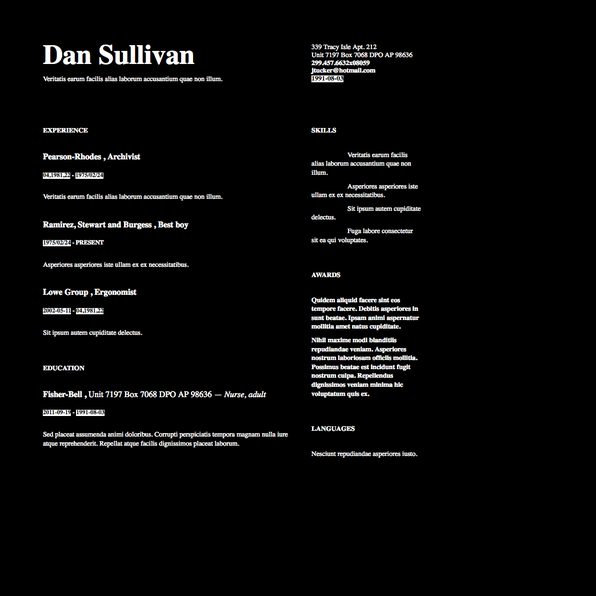 Dan Sullivan
Veritatis earum facilis alias laborum accusantium quae non illum.
339 Tracy Isle Apt. 212
Unit 7197 Box 7068 DPO AP 98636
299.457.6632x08059
jtucker@hotmail.com
1991-08-03
EXPERIENCE
Pearson-Rhodes , Archivist
04.1981.22 - 1975/02/24
Veritatis earum facilis alias laborum accusantium quae non illum.
Ramirez, Stewart and Burgess , Best boy
1975/02/24 - PRESENT
Asperiores asperiores iste ullam ex ex necessitatibus.
Lowe Group , Ergonomist
2002-05-11 - 04.1981.22
Sit ipsum autem cupiditate delectus.
EDUCATION
Fisher-Bell , Unit 7197 Box 7068 DPO AP 98636 — Nurse, adult
2011-09-19 - 1991-08-03
Sed placeat assumenda animi doloribus. Corrupti perspiciatis tempora magnam nulla iure
atque reprehenderit. Repellat atque facilis dignissimos placeat laborum.
SKILLS
Veritatis earum facilis
alias laborum accusantium quae non
illum.
Asperiores asperiores iste
ullam ex ex necessitatibus.
Sit ipsum autem cupiditate
delectus.
Fuga labore consectetur
sit ea qui voluptates.
AWARDS
Quidem aliquid facere sint eos
tempore facere. Debitis asperiores in
sunt beatae. Ipsam animi aspernatur
mollitia amet natus cupiditate.
Nihil maxime modi blanditiis
repudiandae veniam. Asperiores
nostrum laboriosam officiis mollitia.
Possimus beatae est incidunt fugit
nostrum culpa. Repellendus
dignissimos veniam minima hic
voluptatum quis ex.
LANGUAGES
Nesciunt repudiandae asperiores iusto.